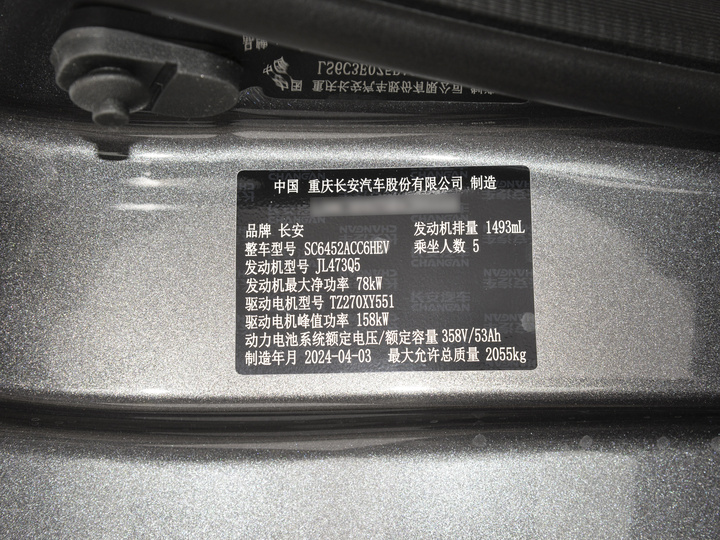 中国 重庆长安汽车股份有限公司 制造
品牌 长安 发动机排量 1493mL
整车型号 SC6452ACC6HEV 乘坐人数 5
发动机型号 JL473Q5
发动机最大净功率 78kW
驱动电机型号 TZ270XY551
驱动电机峰值功率 158kW
动力电池系统额定电压/额定容量 358V/53Ah
制造年月 2024-04-03 最大允许总质量 2055kg